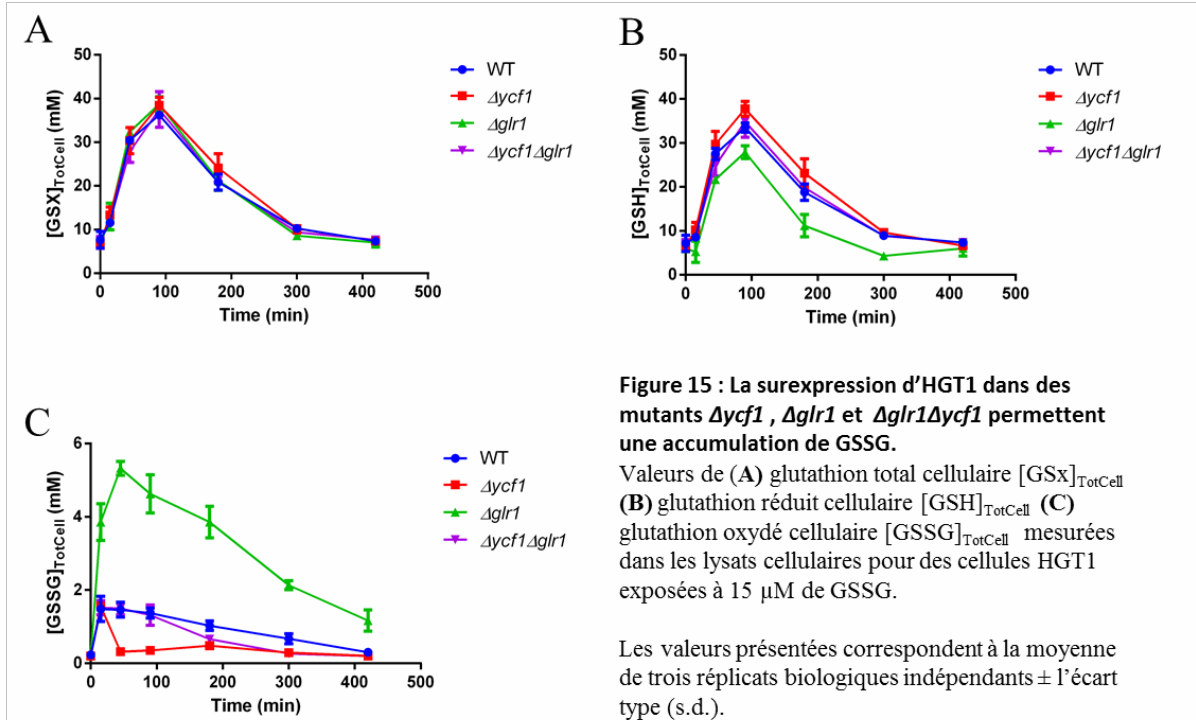 A
50
40
30
20
10
0
[GSX]TotCell (mM)
0 100 200 300 400 500
Time (min)
WT
Δycf1
Δglr1
Δycf1Δglr1
B
50
40
30
20
10
0
[GSH]TotCell (mM)
0 100 200 300 400 500
Time (min)
WT
Δycf1
Δglr1
Δycf1Δglr1
C
6
4
2
0
[GSSG]TotCell (mM)
0 100 200 300 400 500
Time (min)
WT
Δycf1
Δglr1
Δycf1Δglr1
Figure 15 : La surexpression d’HGT1 dans des
mutants Δycf1 , Δglr1 et Δglr1Δycf1 permettent
une accumulation de GSSG.
Valeurs de (A) glutathion total cellulaire [GSx]TotCell
(B) glutathion réduit cellulaire [GSH]TotCell (C)
glutathion oxydé cellulaire [GSSG]TotCell mesurées
dans les lysats cellulaires pour des cellules HGT1
exposées à 15 µM de GSSG.
Les valeurs présentées correspondent à la moyenne
de trois réplicats biologiques indépendants ± l’écart
type (s.d.).